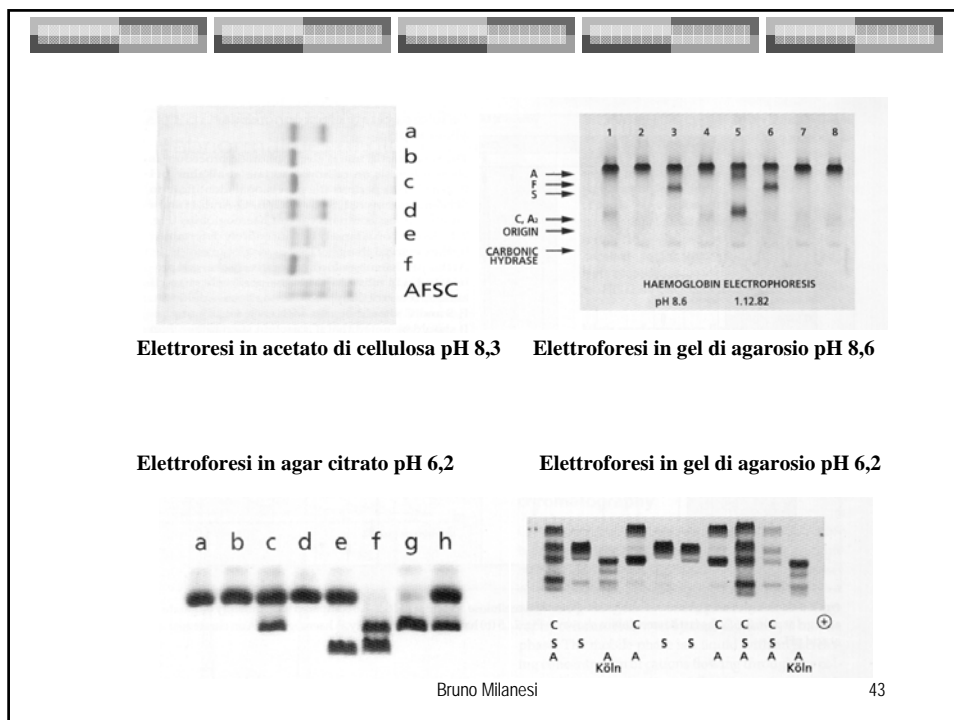 a
b
c
d
e
f
AFSC
1 2 3 4 5 6 7 8
A
F
S
C, A₂
ORIGIN
CARBONIC
HYDRASE
HAEMOGLOBIN ELECTROPHORESIS
pH 8.6 1.12.82
Elettroresi in acetato di cellulosa pH 8,3
Elettroforesi in gel di agarosio pH 8,6
Elettroforesi in agar citrato pH 6,2
Elettroforesi in gel di agarosio pH 6,2
a b c d e f g h
C C C C C
S S S S S S
A A A A A A A
Köln Köln
+
Bruno Milanesi
43